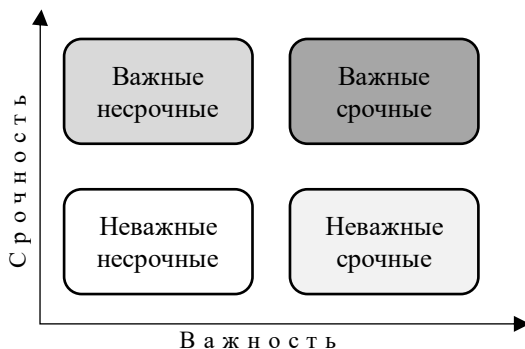 Срочность
Важные
несрочные
Важные
срочные
Неважные
несрочные
Неважные
срочные
Важность